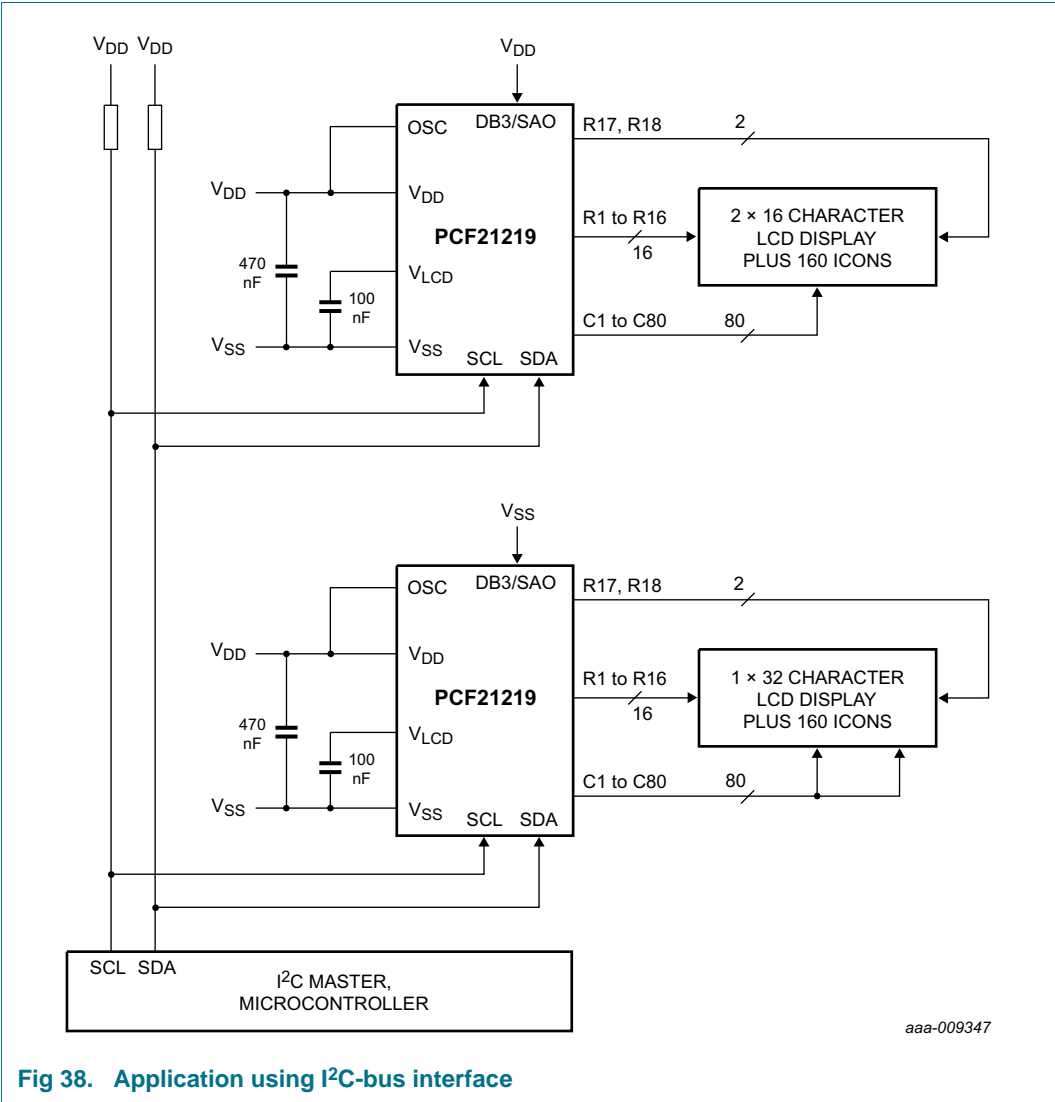 VDD VDD
VDD
OSC
DB3/SAO
R17, R18
2
VDD
VDD
PCF21219
R1 to R16
16
2 × 16 CHARACTER
LCD DISPLAY
PLUS 160 ICONS
470
nF
VLCD
100
nF
C1 to C80
80
VSS
VSS
SCL SDA
VSS
OSC
DB3/SAO
R17, R18
2
VDD
VDD
PCF21219
R1 to R16
16
1 × 32 CHARACTER
LCD DISPLAY
PLUS 160 ICONS
470
nF
VLCD
100
nF
C1 to C80
80
VSS
VSS
SCL SDA
SCL SDA
I2C MASTER,
MICROCONTROLLER
aaa-009347
Fig 38. Application using I2C-bus interface